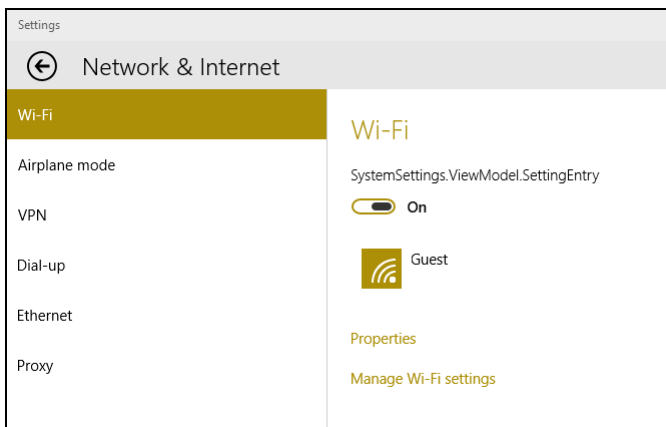 Settings
Network & Internet
Wi-Fi
Airplane mode
VPN
Dial-up
Ethernet
Proxy
Wi-Fi
SystemSettings.ViewModel.SettingEntry
On
Guest
Properties
Manage Wi-Fi settings